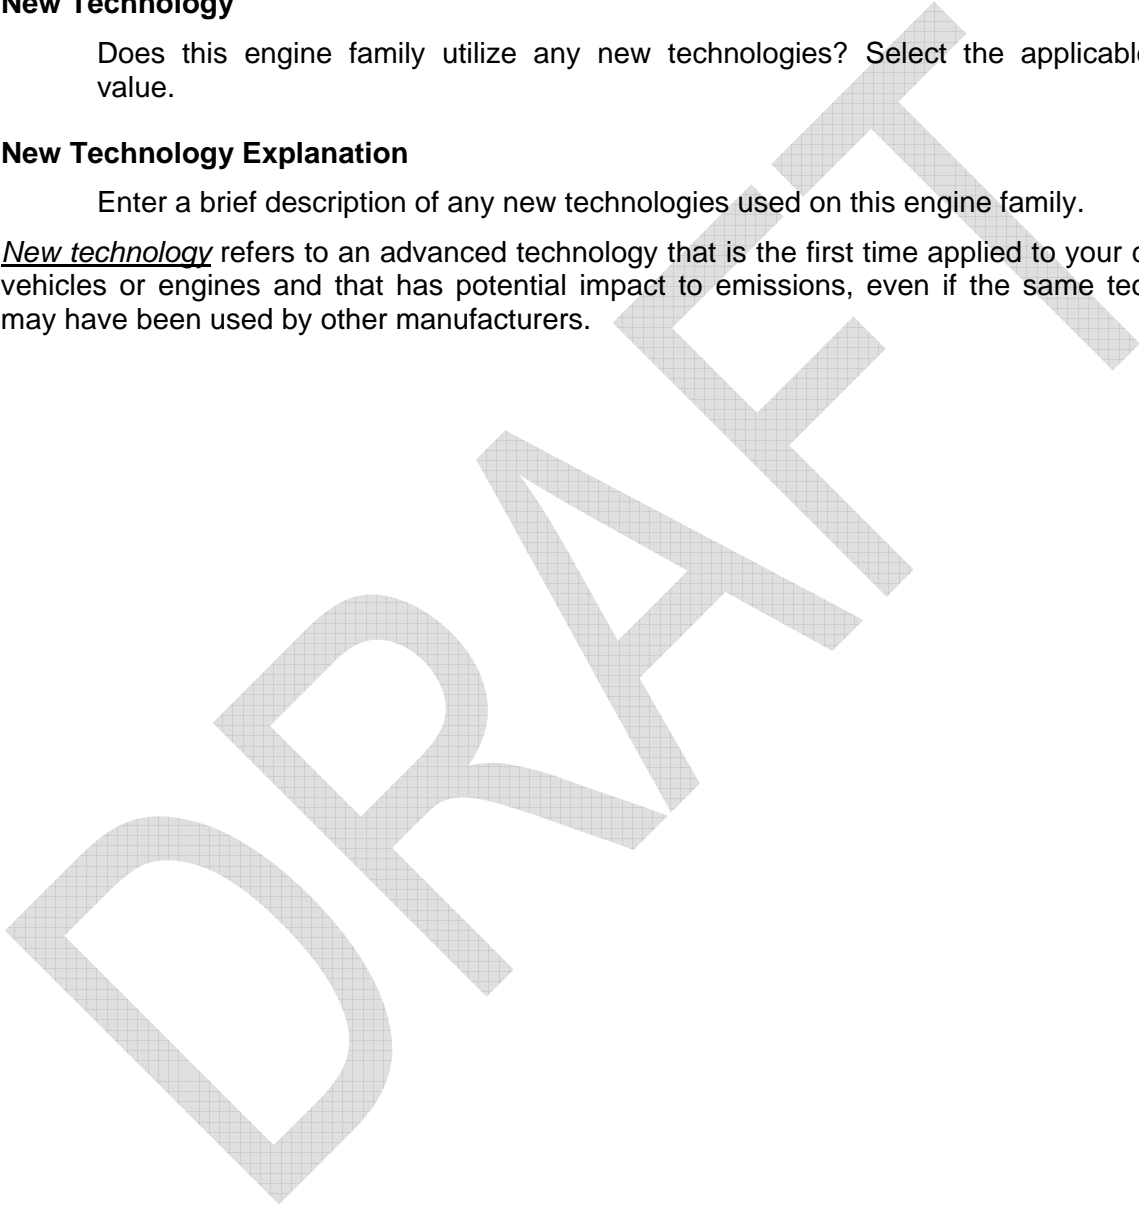 New Technology
Does this engine family utilize any new technologies? Select the applicable
value.
New Technology Explanation
Enter a brief description of any new technologies used on this engine family.
New technology refers to an advanced technology that is the first time applied to your
vehicles or engines and that has potential impact to emissions, even if the same
may have been used by other manufacturers.
DRAFT